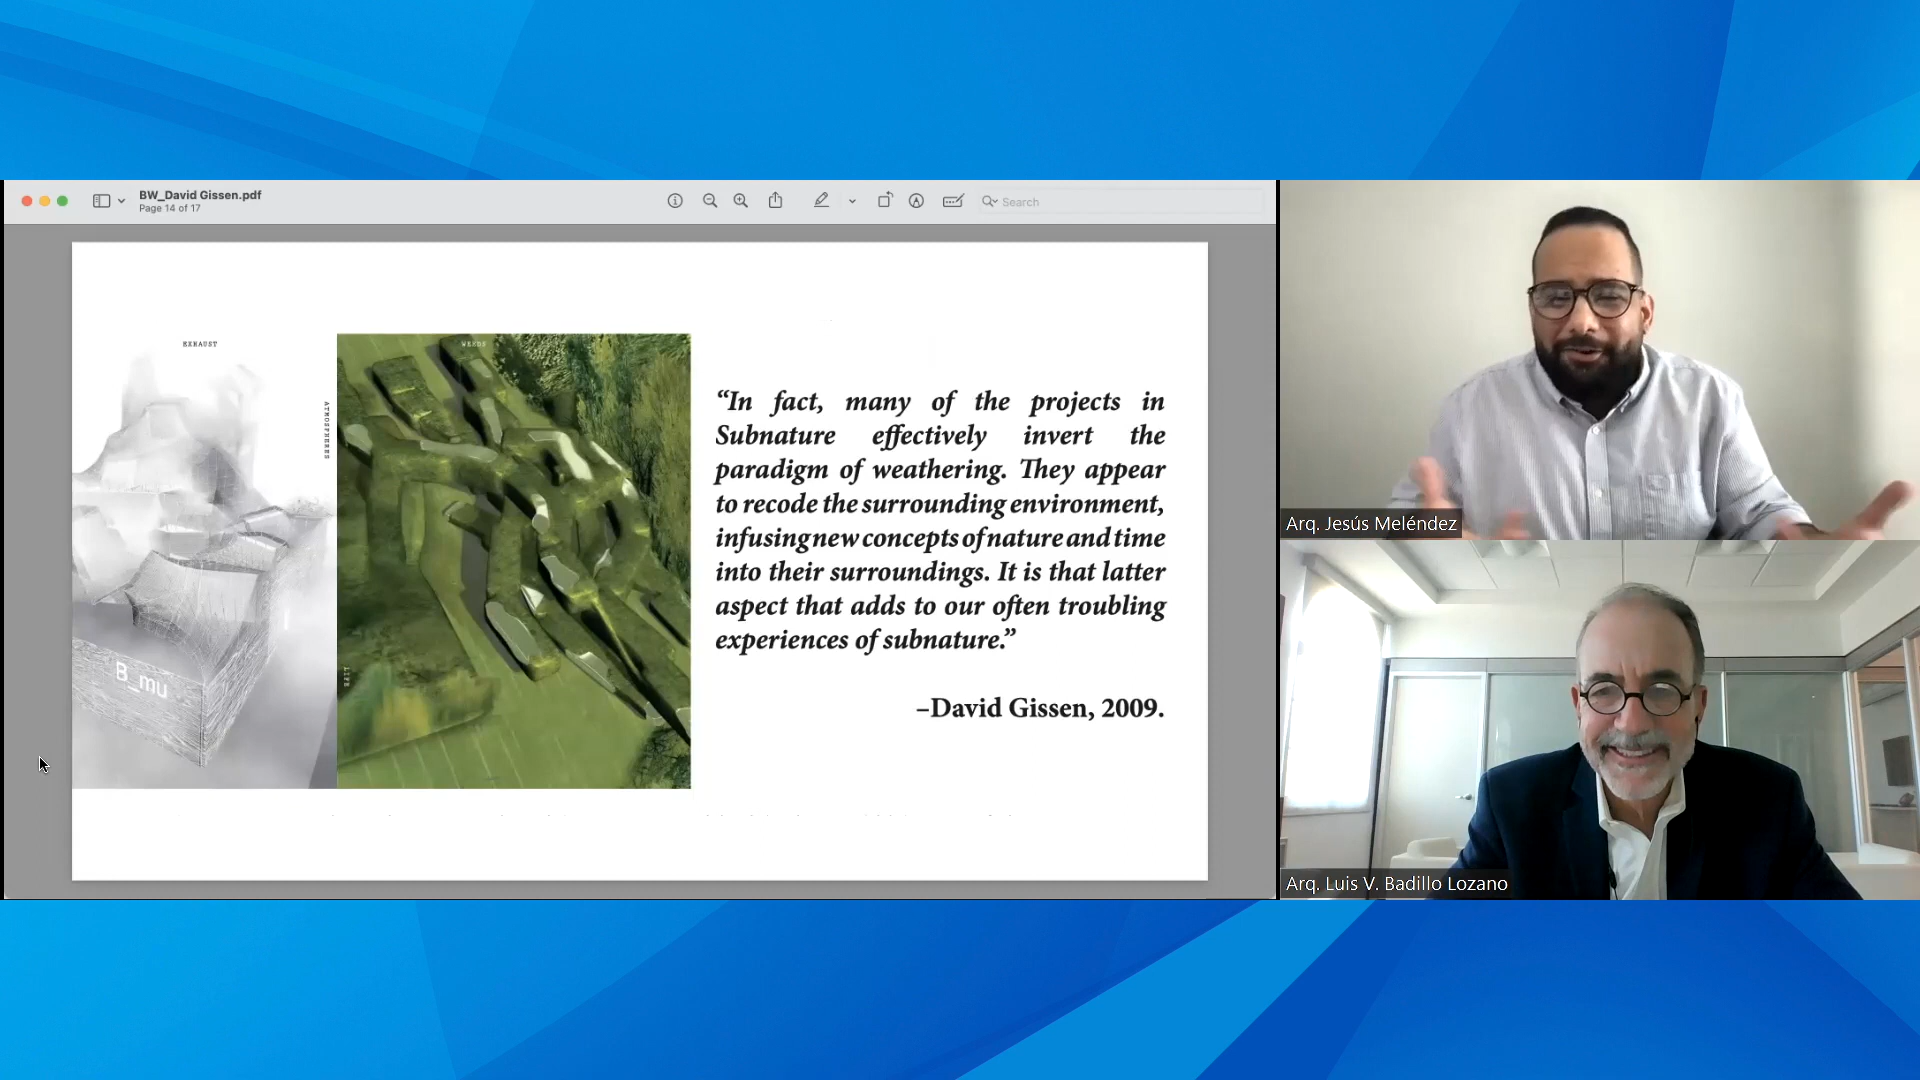 BW_David Gissen.pdf
Page 14 of 17
Search
EXHAUST
ATMOSPHERES
WEEDS
LIFE
B_mu
“In fact, many of the projects in
Subnature effectively invert the
paradigm of weathering. They appear
to recode the surrounding environment,
infusing new concepts of nature and time
into their surroundings. It is that latter
aspect that adds to our often troubling
experiences of subnature.”
–David Gissen, 2009.
Arq. Jesús Meléndez
Arq. Luis V. Badillo Lozano